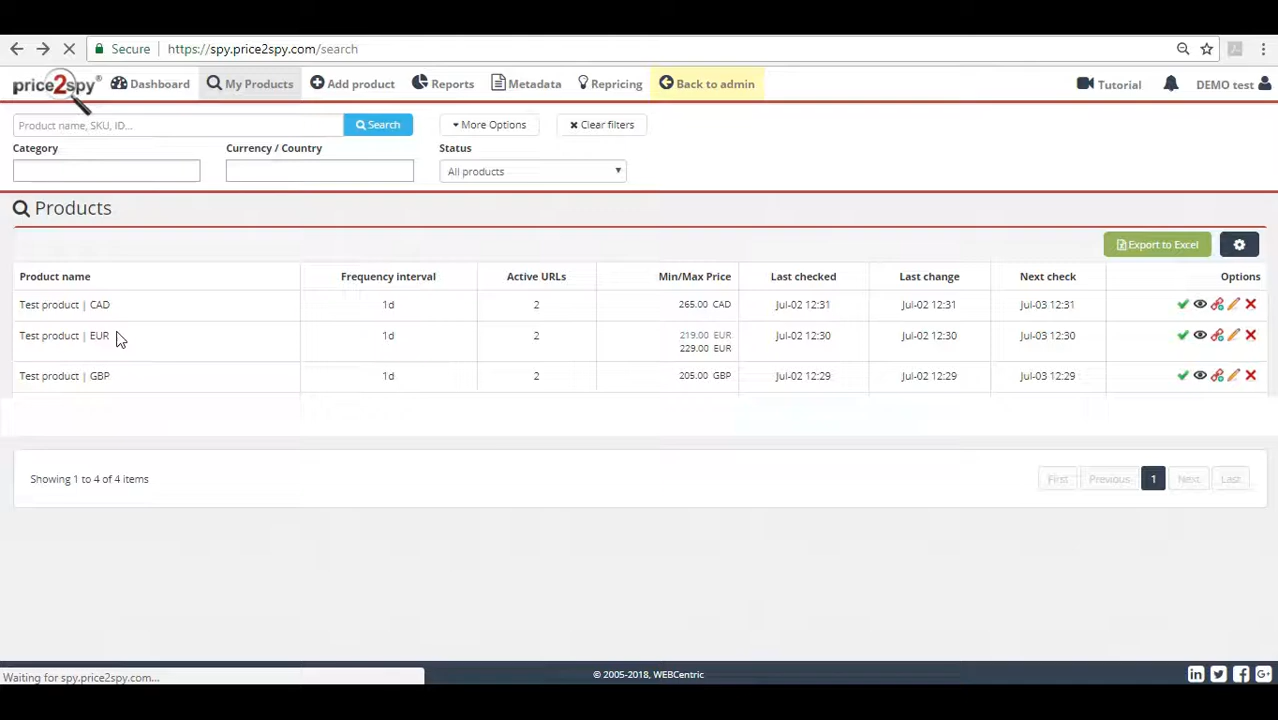 Secure https://spy.price2spy.com/search
price2spy® Dashboard My Products Add product Reports Metadata Repricing Back to admin Tutorial DEMO test
Product name, SKU, ID... Search More Options Clear filters
Category Currency / Country Status
All products
Products
Export to Excel
Product name Frequency interval Active URLs Min/Max Price Last checked Last change Next check Options
Test product | CAD 1d 2 265.00 CAD Jul-02 12:31 Jul-02 12:31 Jul-03 12:31
Test product | EUR 1d 2 219.00 EUR Jul-02 12:30 Jul-02 12:30 Jul-03 12:30
229.00 EUR
Test product | GBP 1d 2 205.00 GBP Jul-02 12:29 Jul-02 12:29 Jul-03 12:29
Showing 1 to 4 of 4 items First Previous 1 Next Last
Waiting for spy.price2spy.com... © 2005-2018, WEBCentric